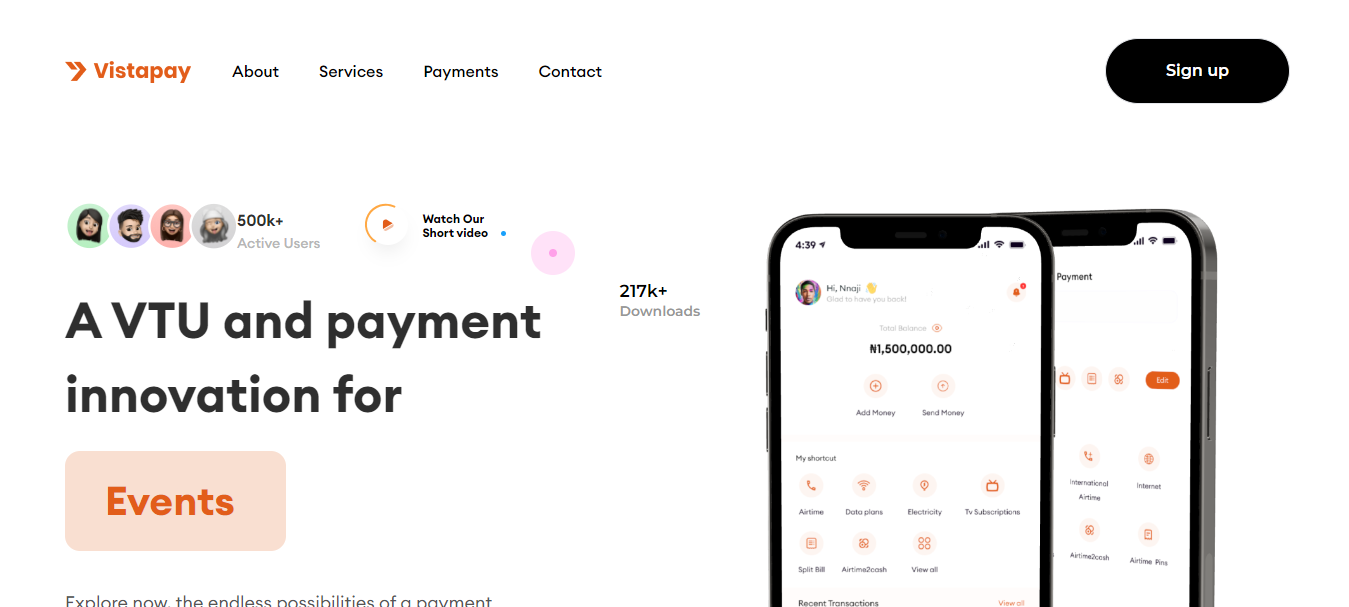 Vistapay
About
Services
Payments
Contact
Sign up
500k+
Active Users
Watch Our
Short video
217k+
Downloads
A VTU and payment
innovation for
Events
Explore now, the endless possibilities of a payment
4:39
Hi, Nnaji
Glad to have you back!
Total Balance
₦1,500,000.00
Add Money
Send Money
My shortcut
Airtime
Data plans
Electricity
Tv Subscriptions
Split Bill
Airtime2cash
View all
Recent Transactions
View all
Payment
Edit
International
Airtime
Internet
Airtime2cash
Airtime Pins